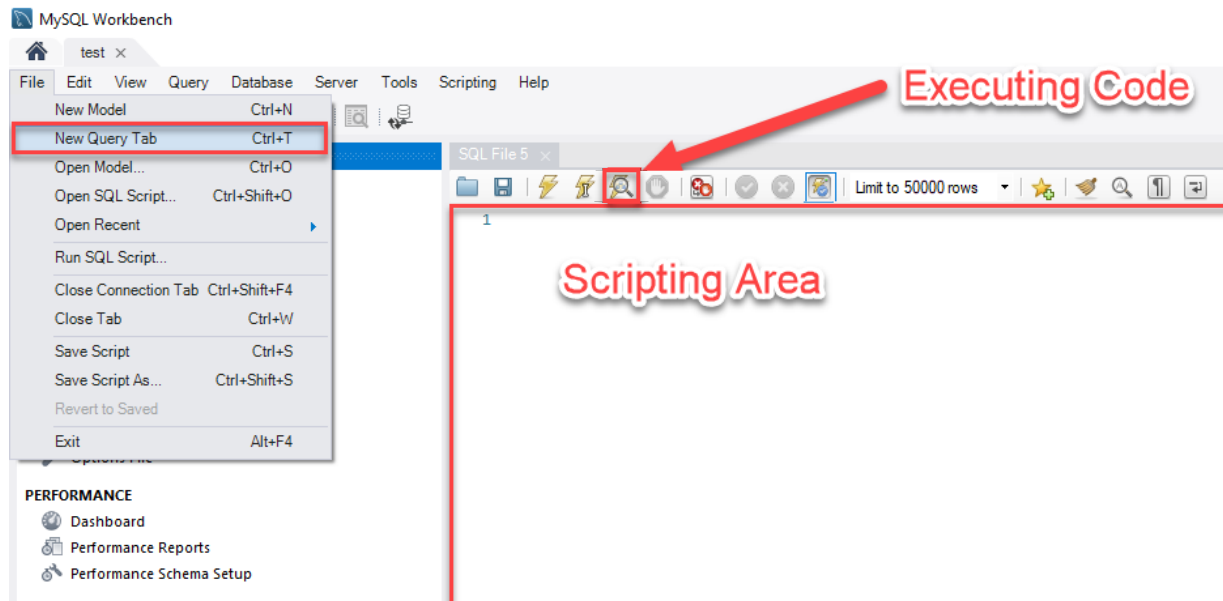 MySQL Workbench
test
File Edit View Query Database Server Tools Scripting Help
New Model Ctrl+N
New Query Tab Ctrl+T
Open Model... Ctrl+O
Open SQL Script... Ctrl+Shift+O
Open Recent
Run SQL Script...
Close Connection Tab Ctrl+Shift+F4
Close Tab Ctrl+W
Save Script Ctrl+S
Save Script As... Ctrl+Shift+S
Revert to Saved
Exit Alt+F4
PERFORMANCE
Dashboard
Performance Reports
Performance Schema Setup
Executing Code
SQL File 5
Limit to 50000 rows
1
Scripting Area